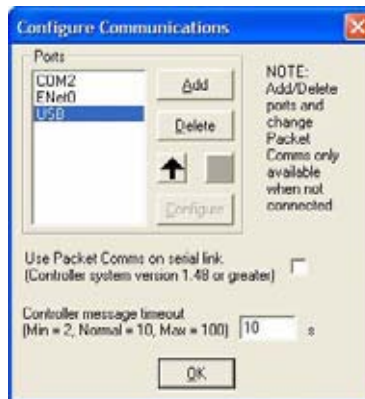 Configure Communications
Ports
COM2
ENet0
USB
Add
Delete
Configure
NOTE:
Add/Delete
ports and
change
Packet
Comms only
available
when not
connected
Use Packet Comms on serial link.
(Controller system version 1.48 or greater)
Controller message timeout
(Min = 2, Normal = 10, Max = 100) 10 s
OK